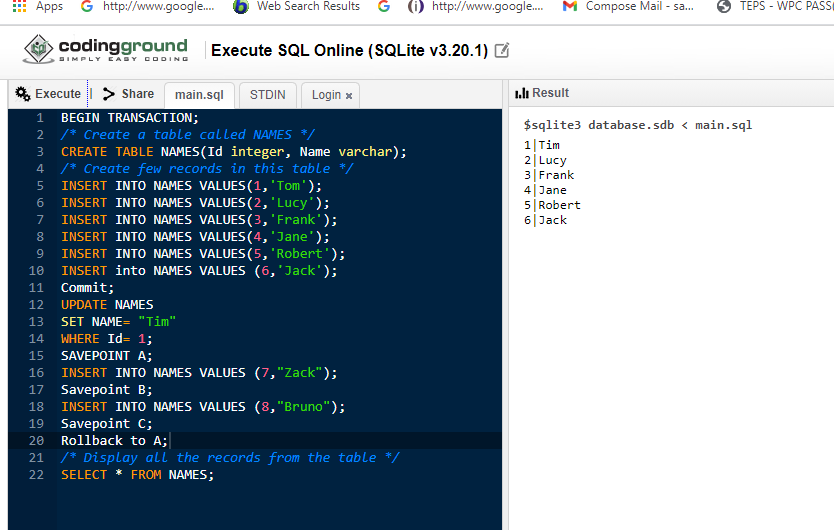 Apps http://www.google.... Web Search Results http://www.google.... Compose Mail - sa... TEPS - WPC PASS(
codingground
SIMPLY EASY CODING
Execute SQL Online (SQLite v3.20.1)
Execute | Share main.sql STDIN Login × Result
1 BEGIN TRANSACTION;
2 /* Create a table called NAMES */
3 CREATE TABLE NAMES(Id integer, Name varchar);
4 /* Create few records in this table */
5 INSERT INTO NAMES VALUES(1,'Tom');
6 INSERT INTO NAMES VALUES(2,'Lucy');
7 INSERT INTO NAMES VALUES(3,'Frank');
8 INSERT INTO NAMES VALUES(4,'Jane');
9 INSERT INTO NAMES VALUES(5,'Robert');
10 INSERT into NAMES VALUES (6,'Jack');
11 Commit;
12 UPDATE NAMES
13 SET NAME= "Tim"
14 WHERE Id= 1;
15 SAVEPOINT A;
16 INSERT INTO NAMES VALUES (7,"Zack");
17 Savepoint B;
18 INSERT INTO NAMES VALUES (8,"Bruno");
19 Savepoint C;
20 Rollback to A;
21 /* Display all the records from the table */
22 SELECT * FROM NAMES;
$sqlite3 database.sdb < main.sql
1|Tim
2|Lucy
3|Frank
4|Jane
5|Robert
6|Jack